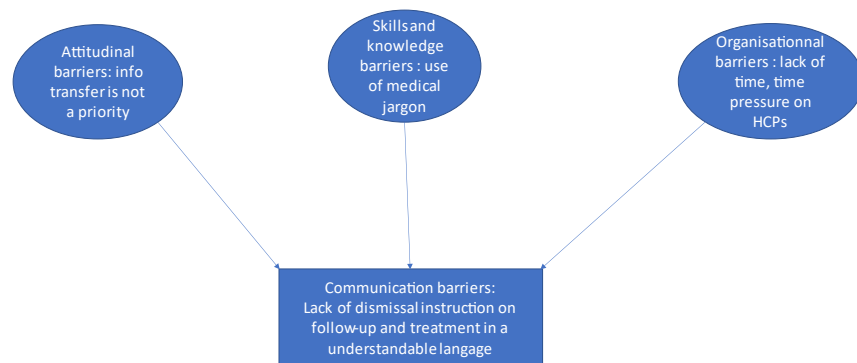 Attitudinal
barriers: info
transfer is not
a priority
Skills and
knowledge
barriers : use
of medical
jargon
Organisationnal
barriers : lack of
time, time
pressure on
HCPs
Communication barriers:
Lack of dismissal instruction on
follow-up and treatment in a
understandable langage